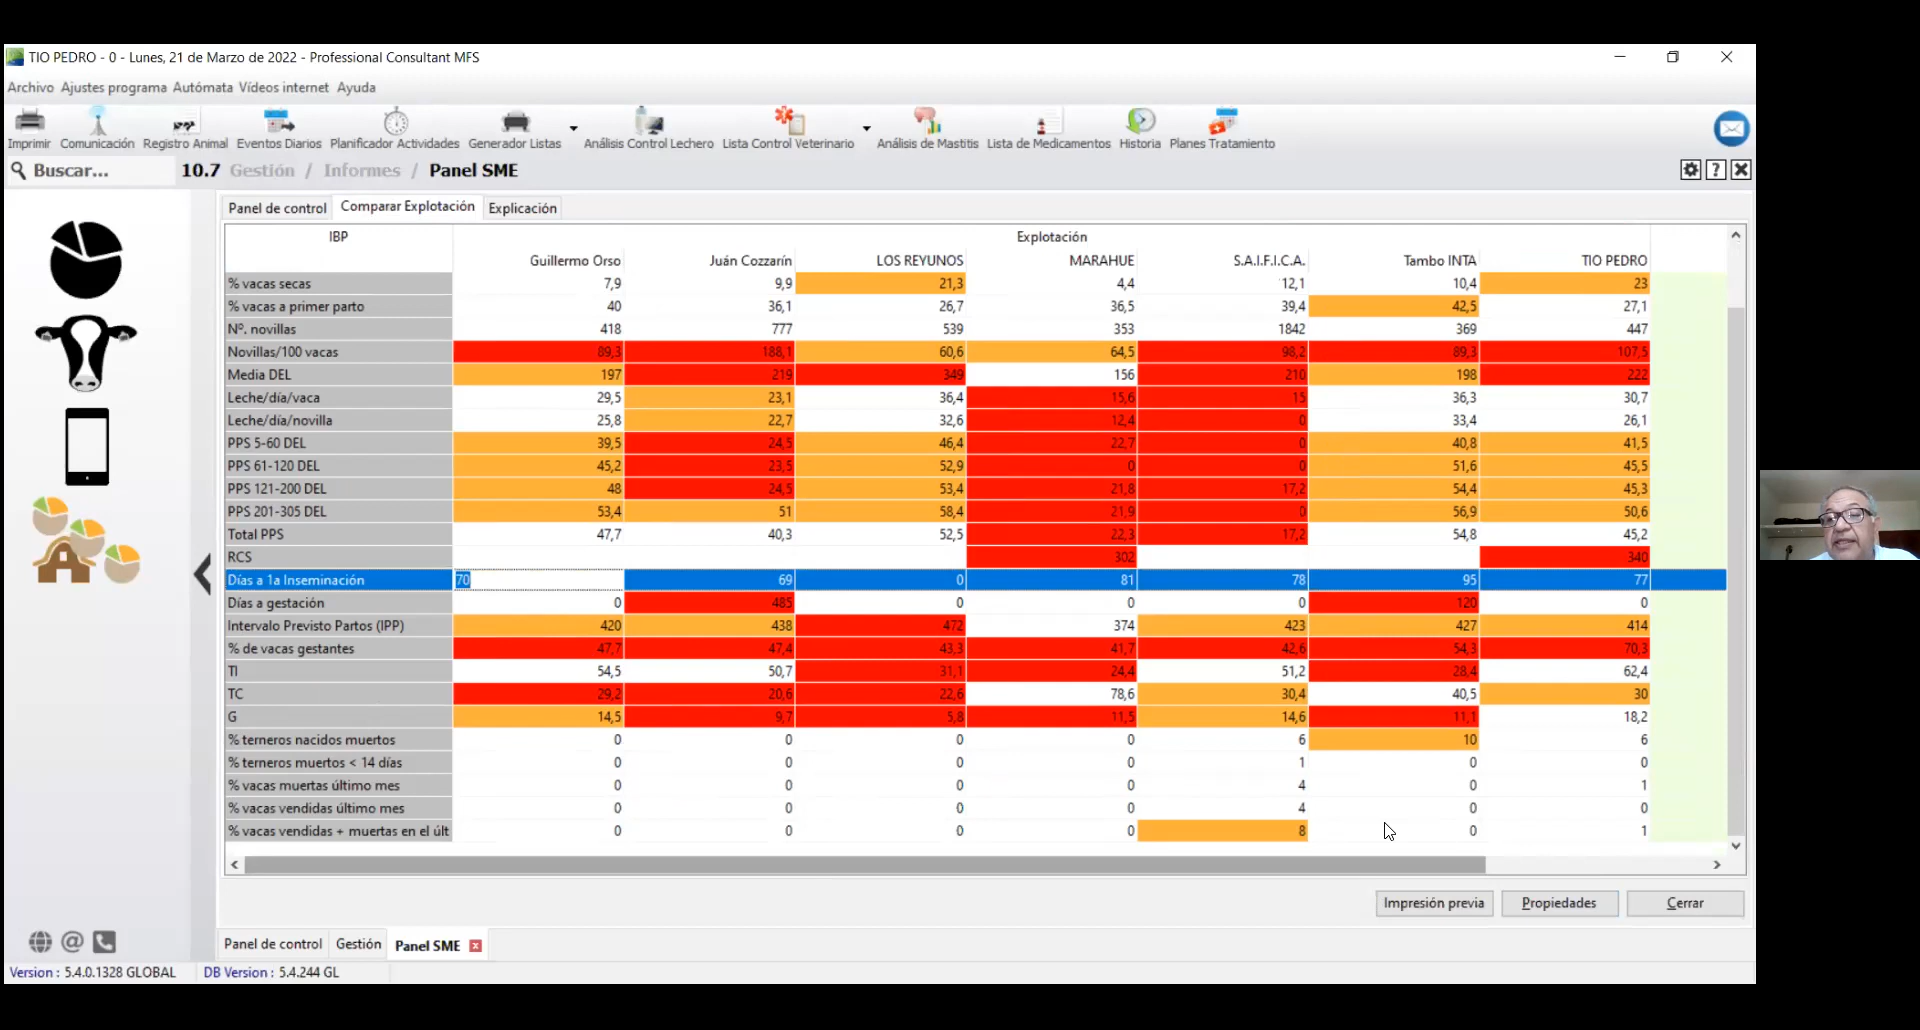 TIO PEDRO - 0 - Lunes, 21 de Marzo de 2022 - Professional Consultant MFS
Archivo Ajustes programa Autómata Vídeos internet Ayuda
Imprimir Comunicación Registro Animal Eventos Diarios Planificador Actividades Generador Listas Análisis Control Lechero Lista Control Veterinario Análisis de Mastitis Lista de Medicamentos Historia Planes Tratamiento
Buscar... 10.7 Gestión / Informes / Panel SME
Panel de control Comparar Explotación Explicación
IBP Explotación
Guillermo Orso Juán Cozzarín LOS REYUNOS MARAHUE S.A.I.F.I.C.A. Tambo INTA TIO PEDRO
% vacas secas 7,9 9,9 21,3 4,4 12,1 10,4 23
% vacas a primer parto 40 36,1 26,7 36,5 39,4 42,5 27,1
Nº. novillas 418 777 539 353 1842 369 447
Novillas/100 vacas 89,3 188,1 60,6 64,5 98,2 89,3 107,5
Media DEL 197 219 349 156 210 198 222
Leche/día/vaca 29,5 23,1 36,4 15,6 15 36,3 30,7
Leche/día/novilla 25,8 22,7 32,6 12,4 0 33,4 26,1
PPS 5-60 DEL 39,5 24,5 46,4 22,7 0 40,8 41,5
PPS 61-120 DEL 45,2 23,5 52,9 0 0 51,6 45,5
PPS 121-200 DEL 48 24,5 53,4 21,8 17,2 54,4 45,3
PPS 201-305 DEL 53,4 51 58,4 21,9 0 56,9 50,6
Total PPS 47,7 40,3 52,5 22,3 17,2 54,8 45,2
RCS 302 340
Días a 1a Inseminación 70 69 0 81 78 95 77
Días a gestación 0 485 0 0 0 120 0
Intervalo Previsto Partos (IPP) 420 438 472 374 423 427 414
% de vacas gestantes 47,7 47,4 43,3 41,7 42,6 54,3 70,3
TI 54,5 50,7 31,1 24,4 51,2 28,4 62,4
TC 29,2 20,6 22,6 78,6 30,4 40,5 30
G 14,5 9,7 5,8 11,5 14,6 11,1 18,2
% terneros nacidos muertos 0 0 0 0 6 10 6
% terneros muertos < 14 días 0 0 0 0 1 0 0
% vacas muertas último mes 0 0 0 0 4 0 1
% vacas vendidas último mes 0 0 0 0 4 0 0
% vacas vendidas + muertas en el últ 0 0 0 0 8 0 1
Impresión previa Propiedades Cerrar
Panel de control Gestión Panel SME
Version : 5.4.0.1328 GLOBAL DB Version : 5.4.244 GL